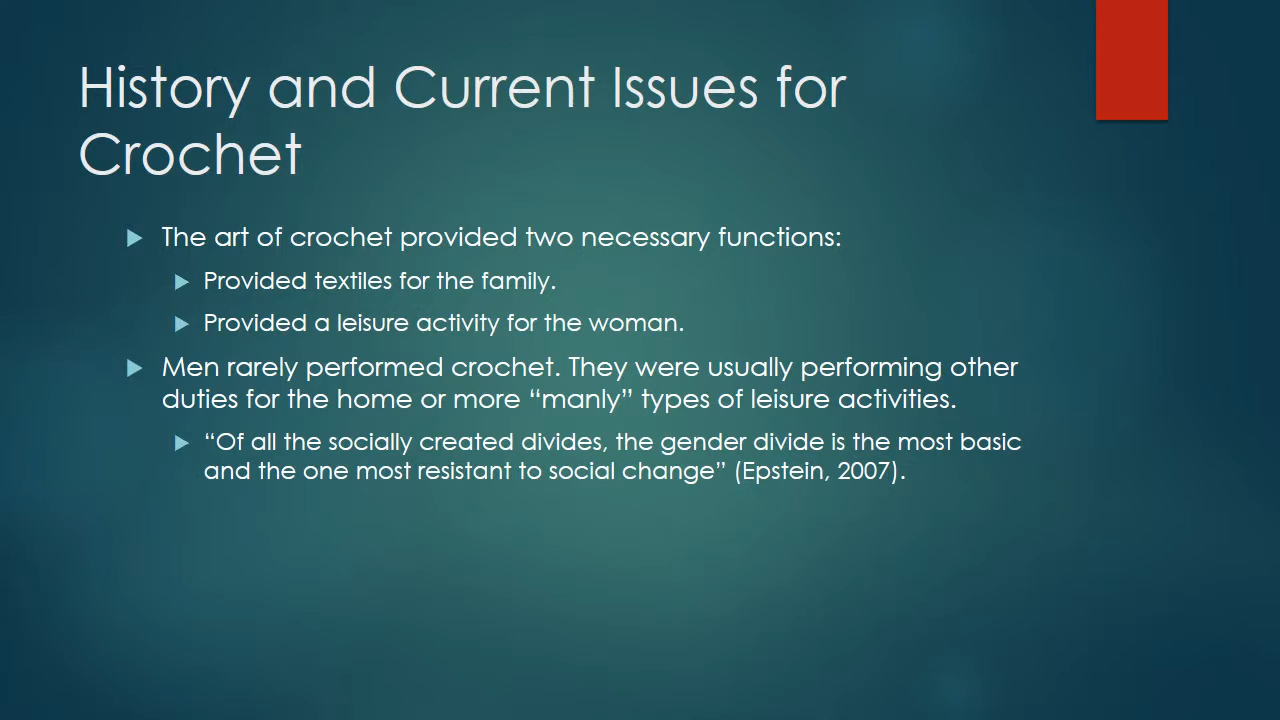 History and Current Issues for
Crochet
The art of crochet provided two necessary functions:
Provided textiles for the family.
Provided a leisure activity for the woman.
Men rarely performed crochet. They were usually performing other
duties for the home or more “manly” types of leisure activities.
“Of all the socially created divides, the gender divide is the most basic
and the one most resistant to social change” (Epstein, 2007).